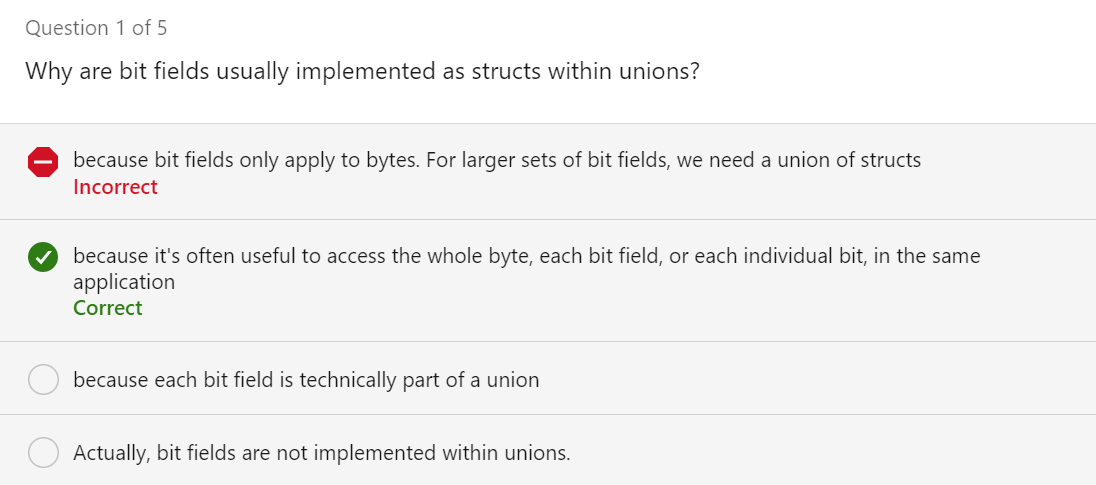 Question 1 of 5
Why are bit fields usually implemented as structs within unions?
because bit fields only apply to bytes. For larger sets of bit fields, we need a union of structs
Incorrect
because it's often useful to access the whole byte, each bit field, or each individual bit, in the same
application
Correct
because each bit field is technically part of a union
Actually, bit fields are not implemented within unions.